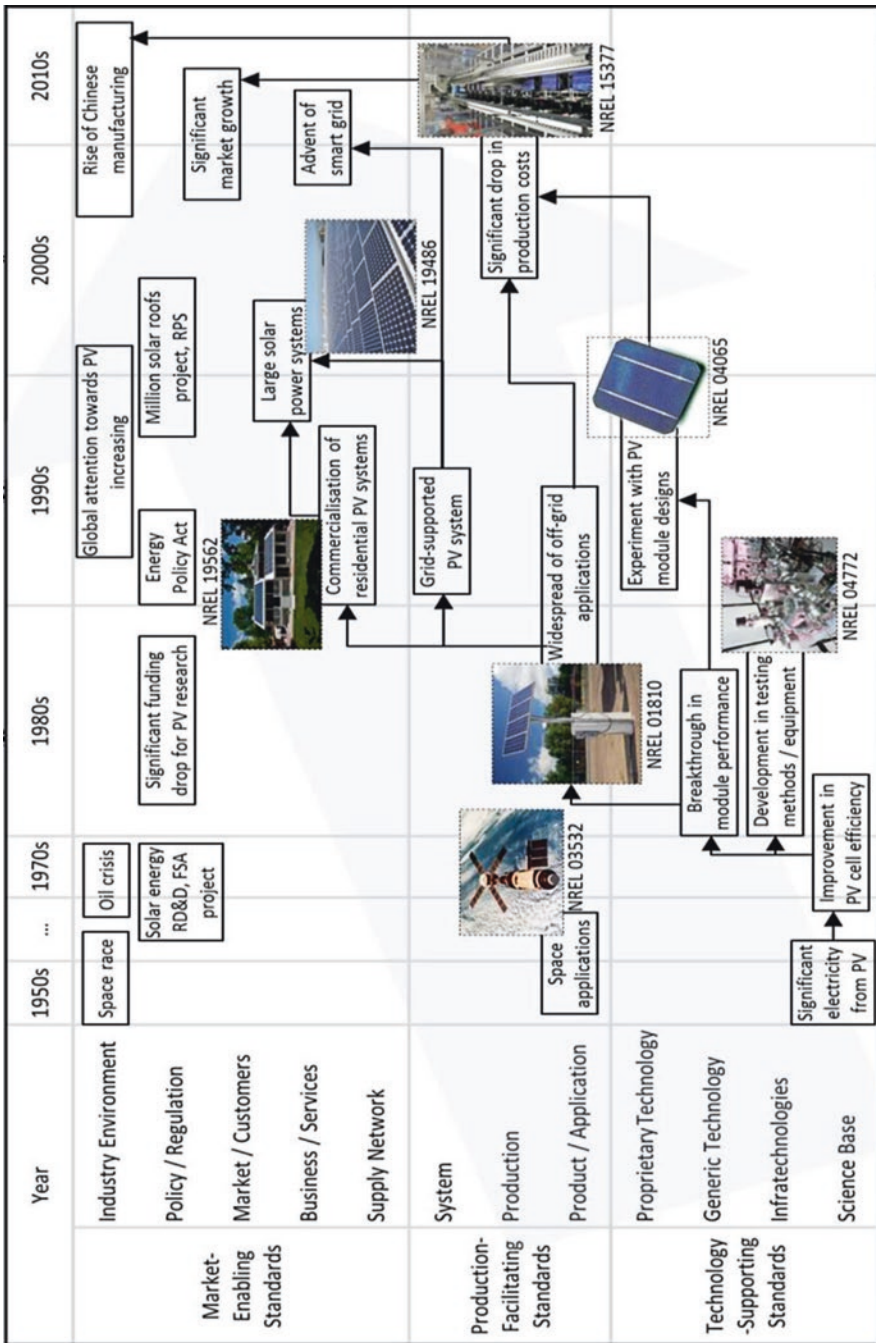 Year
1950s
...
1970s
1980s
1990s
2000s
2010s
Market-
Enabling
Standards
Industry Environment
Space race
Oil crisis
Global attention towards PV
increasing
Rise of Chinese
manufacturing
Policy / Regulation
Solar energy
RD&D, FSA
project
Significant funding
drop for PV research
Energy
Policy Act
Million solar roofs
project, RPS
Market / Customers
Significant
market growth
NREL 19562
Business / Services
Large solar
power systems
Advent of
smart grid
Supply Network
Commercialisation of
residential PV systems
NREL 19486
Production-
Facilitating
Standards
System
Grid-supported
PV system
Production
Significant drop in
production costs
Product / Application
Space
applications
NREL 03532
Widespread of off-grid
applications
NREL 01810
NREL 15377
Technology
-Supporting
Standards
Proprietary Technology
Experiment with PV
module designs
Generic Technology
Breakthrough in
module performance
NREL 04065
Infratechnologies
Development in testing
methods / equipment
NREL 04772
Science Base
Significant
electricity
from PV
Improvement in
PV cell efficiency